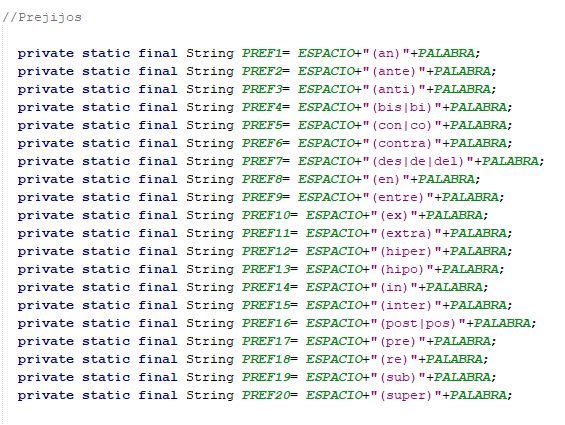 //Prejijos
private static final String PREF1= ESPACIO+"(an)"+PALABRA;
private static final String PREF2= ESPACIO+"(ante)"+PALABRA;
private static final String PREF3= ESPACIO+"(anti)"+PALABRA;
private static final String PREF4= ESPACIO+"(bis|bi)"+PALABRA;
private static final String PREF5= ESPACIO+"(con|co)"+PALABRA;
private static final String PREF6= ESPACIO+"(contra)"+PALABRA;
private static final String PREF7= ESPACIO+"(des|de|del)"+PALABRA;
private static final String PREF8= ESPACIO+"(en)"+PALABRA;
private static final String PREF9= ESPACIO+"(entre)"+PALABRA;
private static final String PREF10= ESPACIO+"(ex)"+PALABRA;
private static final String PREF11= ESPACIO+"(extra)"+PALABRA;
private static final String PREF12= ESPACIO+"(hiper)"+PALABRA;
private static final String PREF13= ESPACIO+"(hipo)"+PALABRA;
private static final String PREF14= ESPACIO+"(in)"+PALABRA;
private static final String PREF15= ESPACIO+"(inter)"+PALABRA;
private static final String PREF16= ESPACIO+"(post|pos)"+PALABRA;
private static final String PREF17= ESPACIO+"(pre)"+PALABRA;
private static final String PREF18= ESPACIO+"(re)"+PALABRA;
private static final String PREF19= ESPACIO+"(sub)"+PALABRA;
private static final String PREF20= ESPACIO+"(super)"+PALABRA;